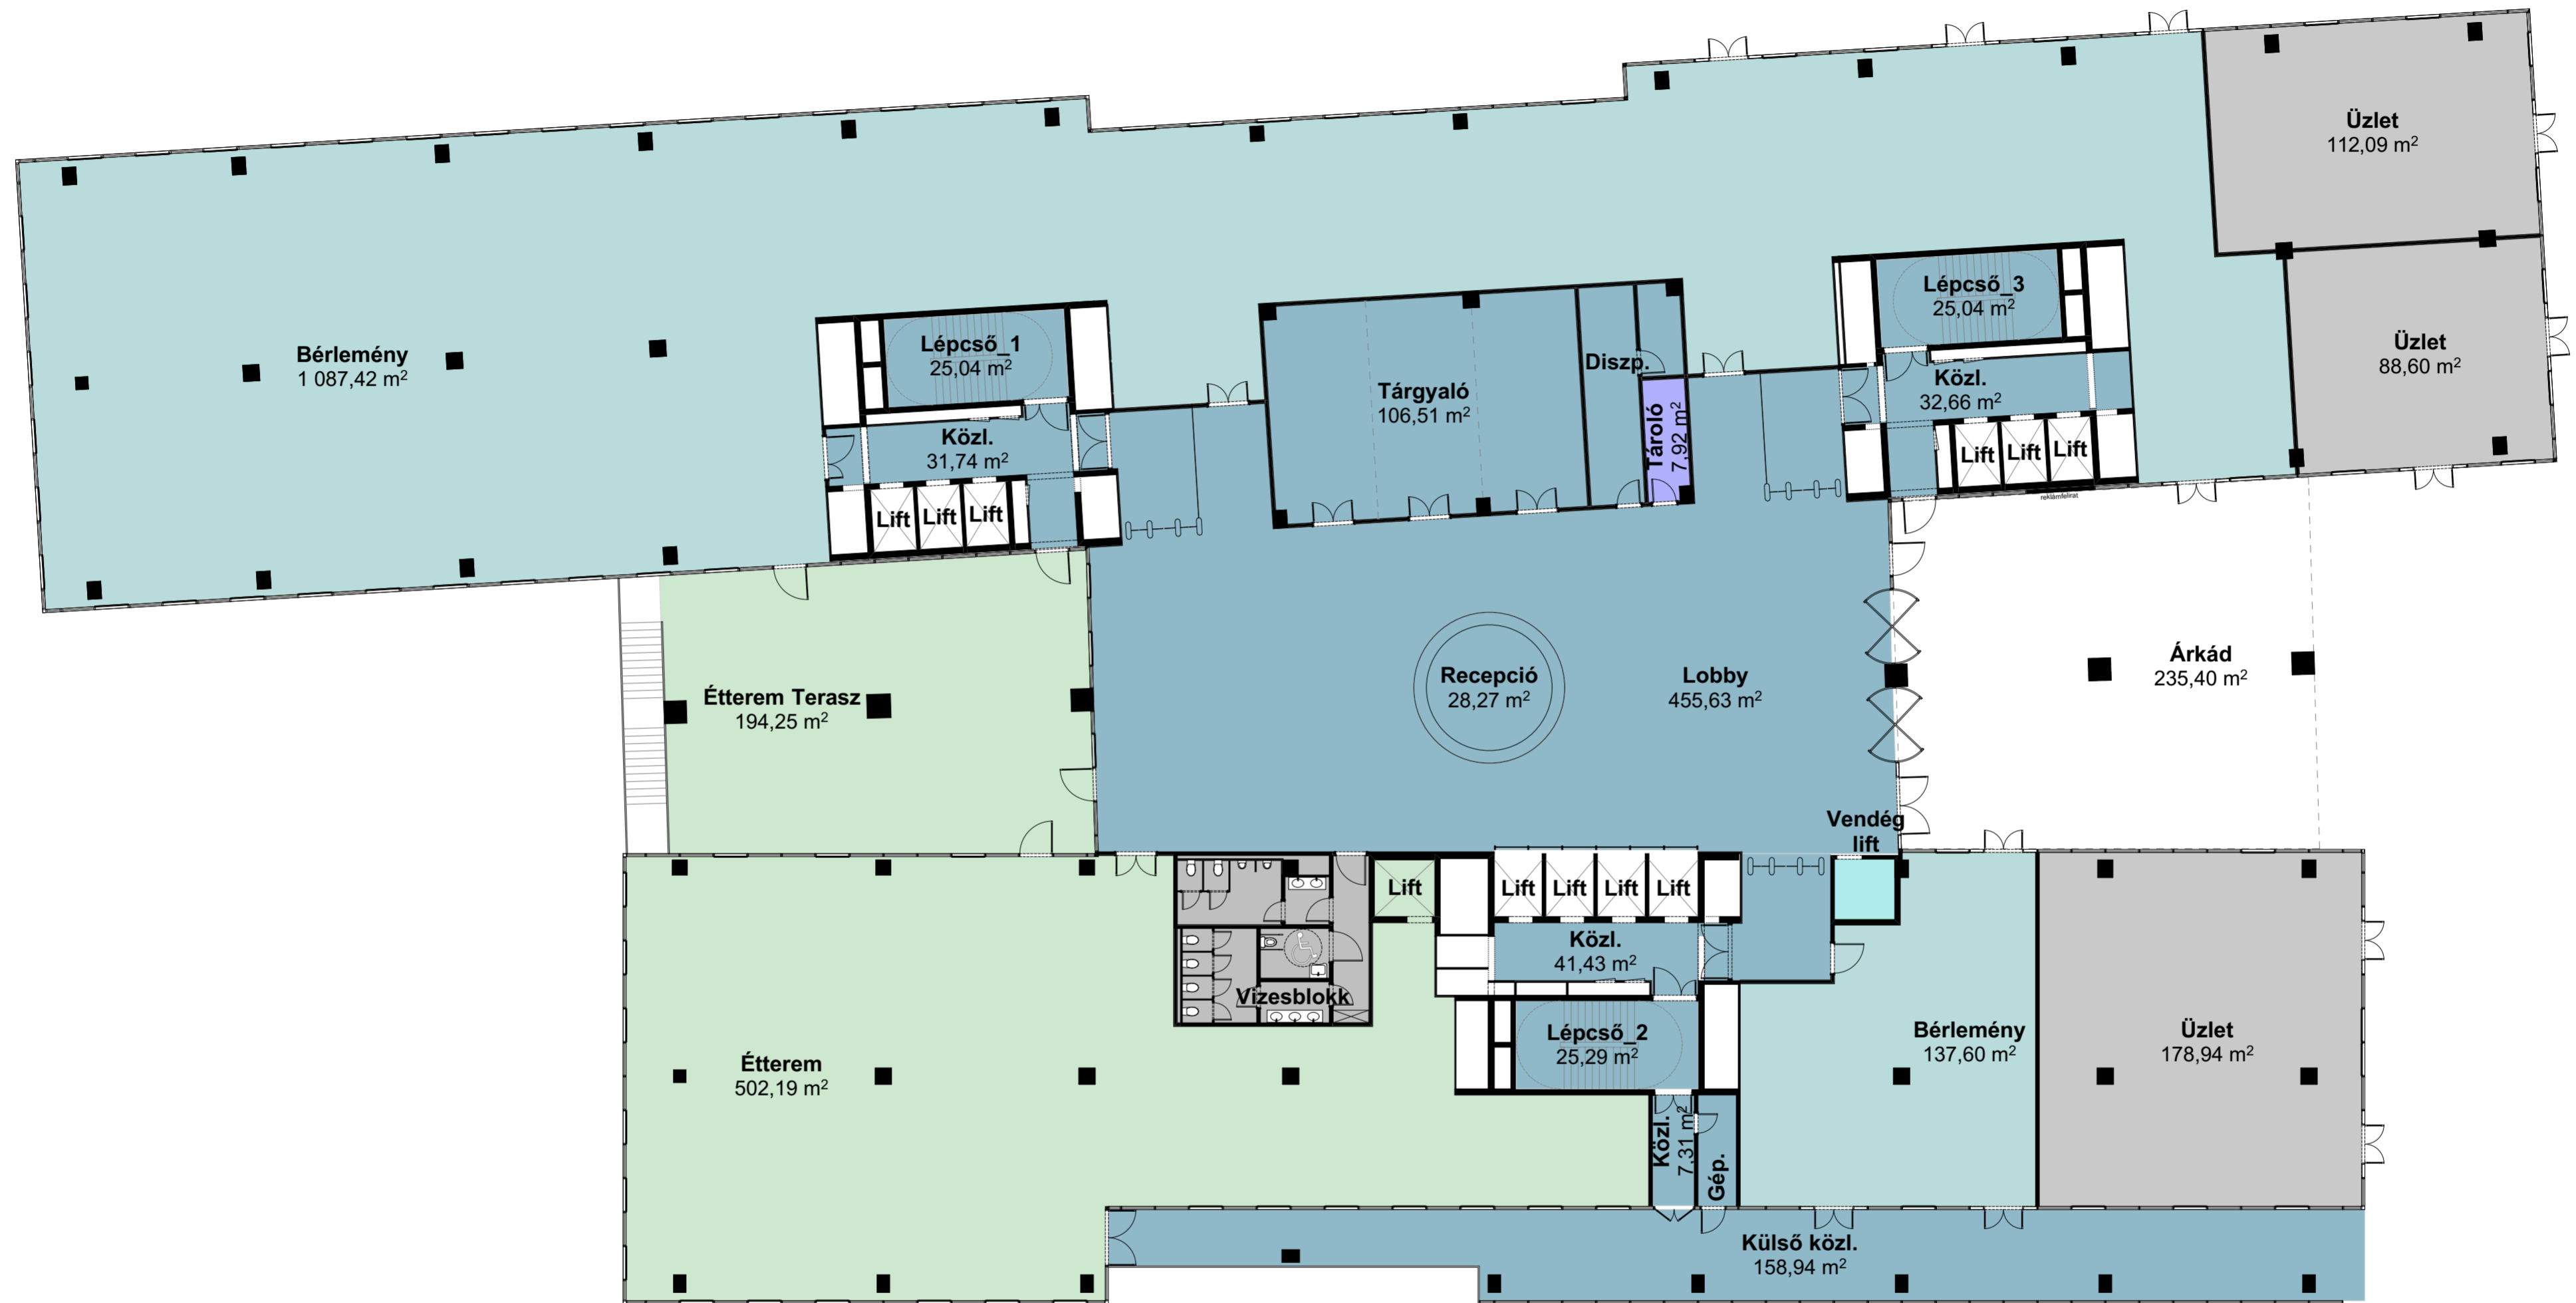 Üzlet
112,09 m²
Lépcső_3
25,04 m²
Üzlet
88,60 m²
Lépcső_1
25,04 m²
Bérlemény
1 087,42 m²
Diszp.
Közl.
32,66 m²
Tárgyaló
106,51 m²
Tároló
7,92 m²
Közl.
31,74 m²
Lift
Lift
Lift
Lift
Lift
Lift
reklámfelirat
Árkád
235,40 m²
Recepció
28,27 m²
Lobby
455,63 m²
Étterem Terasz
194,25 m²
Vendég
lift
Lift
Lift
Lift
Lift
Lift
Közl.
41,43 m²
Vizesblokk
Lépcső_2
25,29 m²
Bérlemény
137,60 m²
Üzlet
178,94 m²
Étterem
502,19 m²
Közl.
7,31 m²
Gép.
Külső közl.
158,94 m²